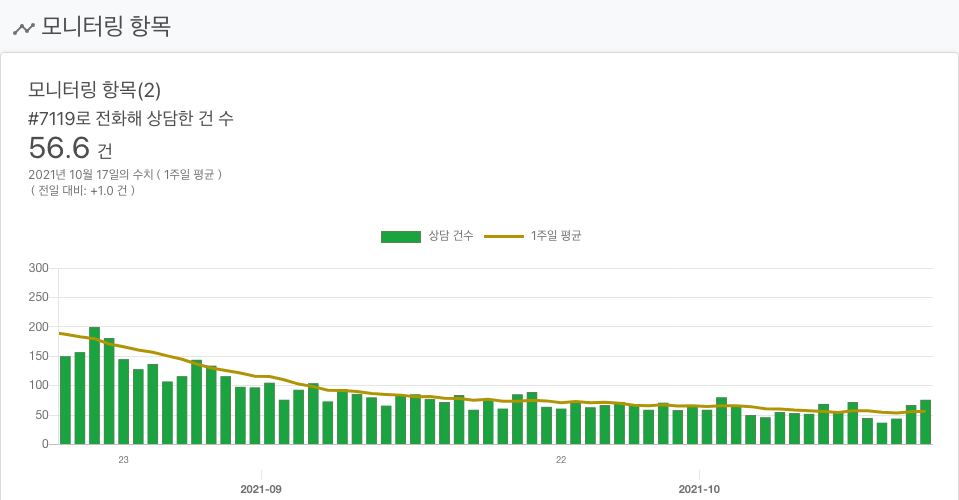 모니터링 항목
모니터링 항목(2)
#7119로 전화해 상담한 건 수
56.6 건
2021년 10월 17일의 수치 ( 1주일 평균 )
( 전일 대비: +1.0 건 )
상담 건수 1주일 평균
300
250
200
150
100
50
0
23 22
2021-09 2021-10